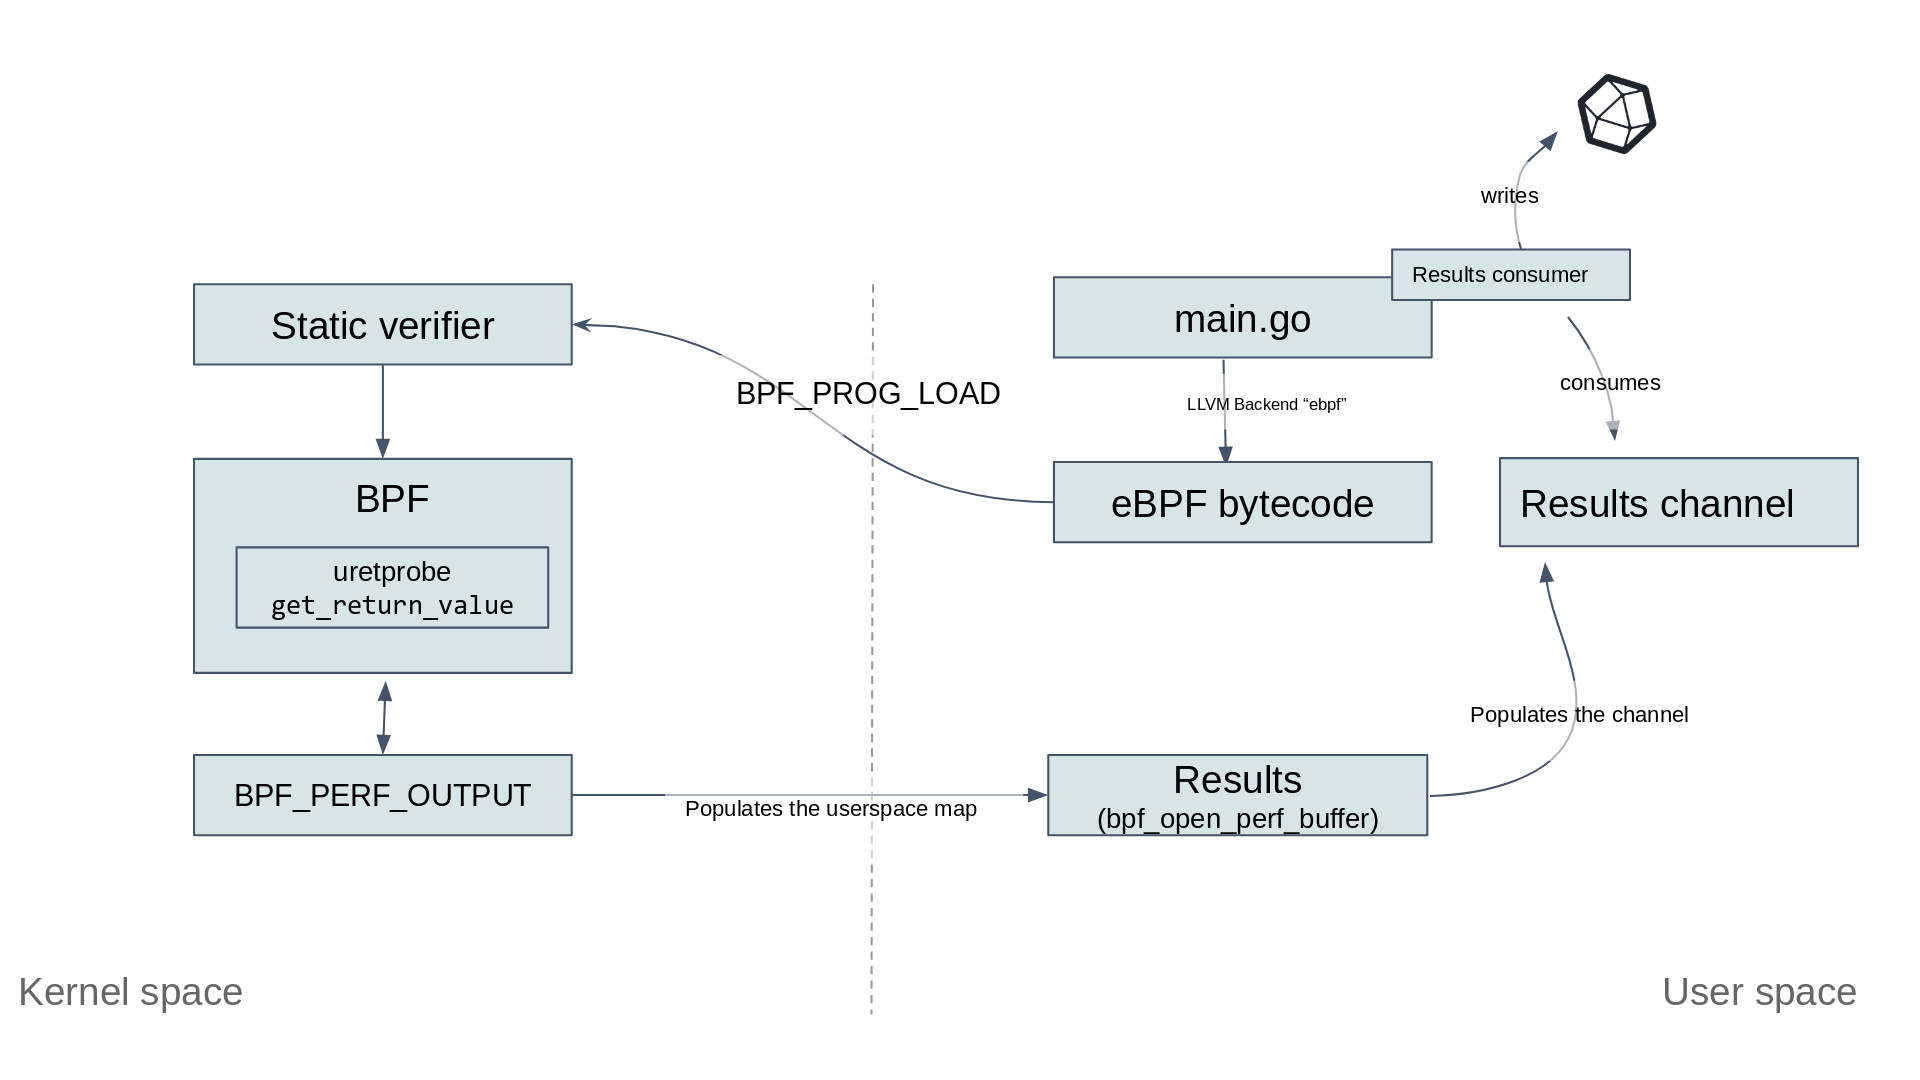 writes
Results consumer
Static verifier
main.go
BPF_PROG_LOAD
LLVM Backend “ebpf”
consumes
BPF
eBPF bytecode
Results channel
uretprobe
get_return_value
Populates the channel
BPF_PERF_OUTPUT
Populates the userspace map
Results
(bpf_open_perf_buffer)
Kernel space
User space